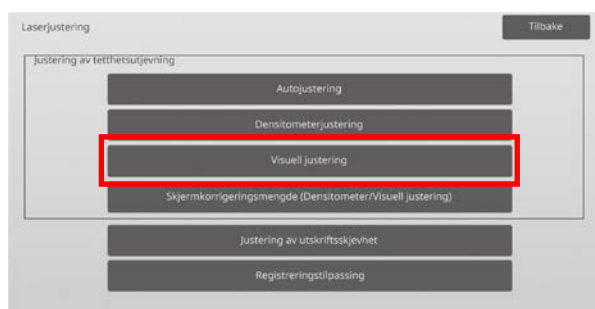 Laserjustering
Tilbake
Justering av tetthetsutjevning
Autojustering
Densitometerjustering
Visuell justering
Skjermkorrigeringsmengde (Densitometer/Visuell justering)
Justering av utskriftsskjevhet
Registreringstilpassing